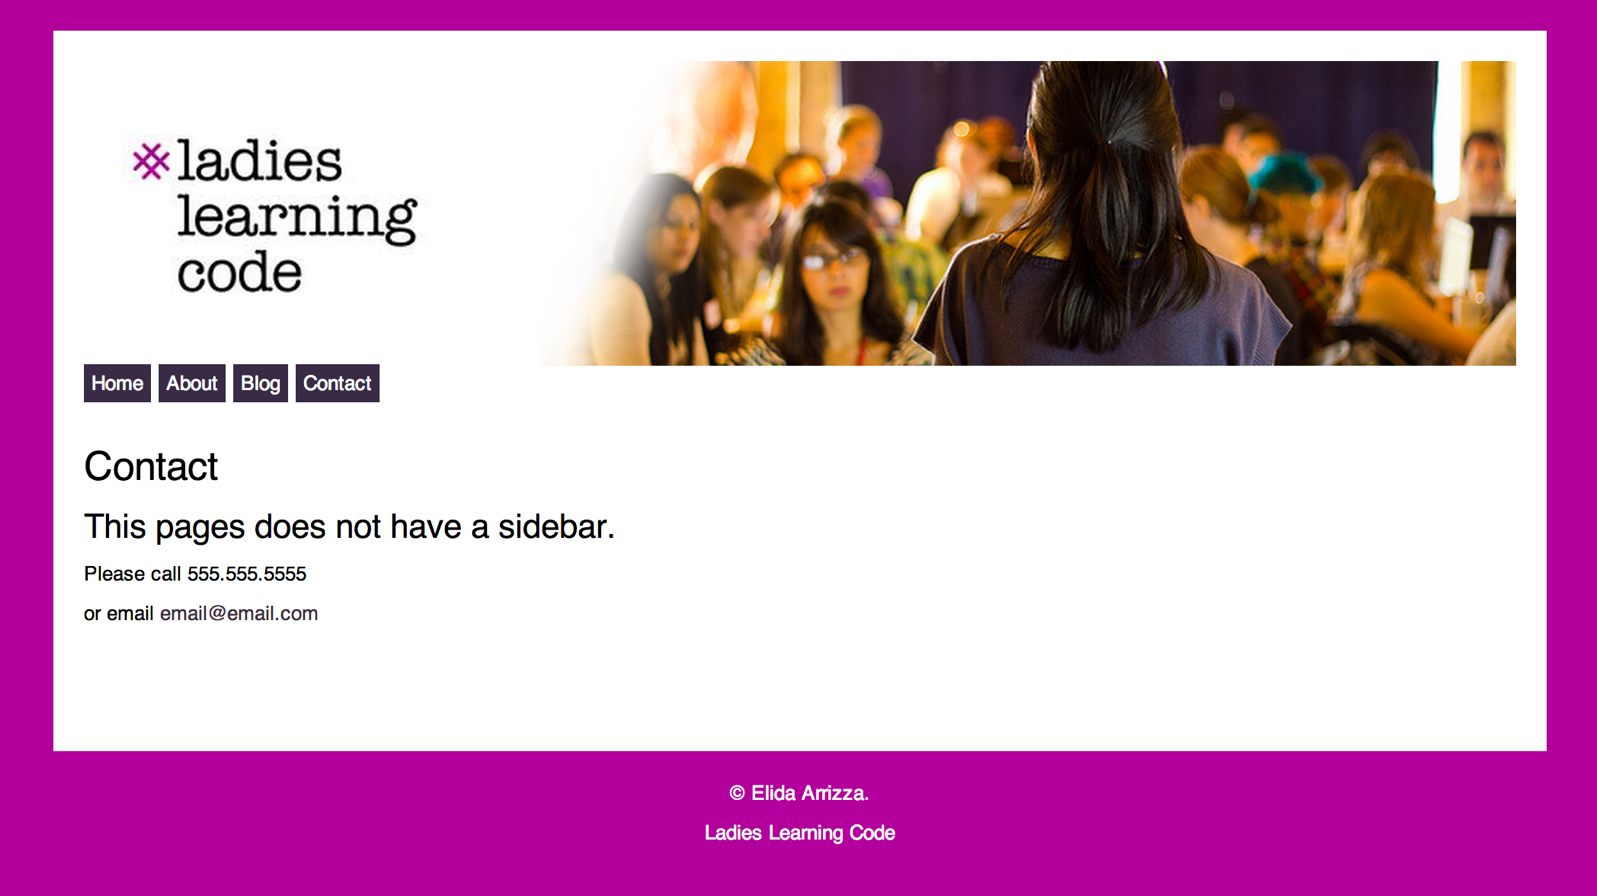 ladies
learning
code
Home About Blog Contact
Contact
This pages does not have a sidebar.
Please call 555.555.5555
or email email@email.com
© Elida Arrizza.
Ladies Learning Code